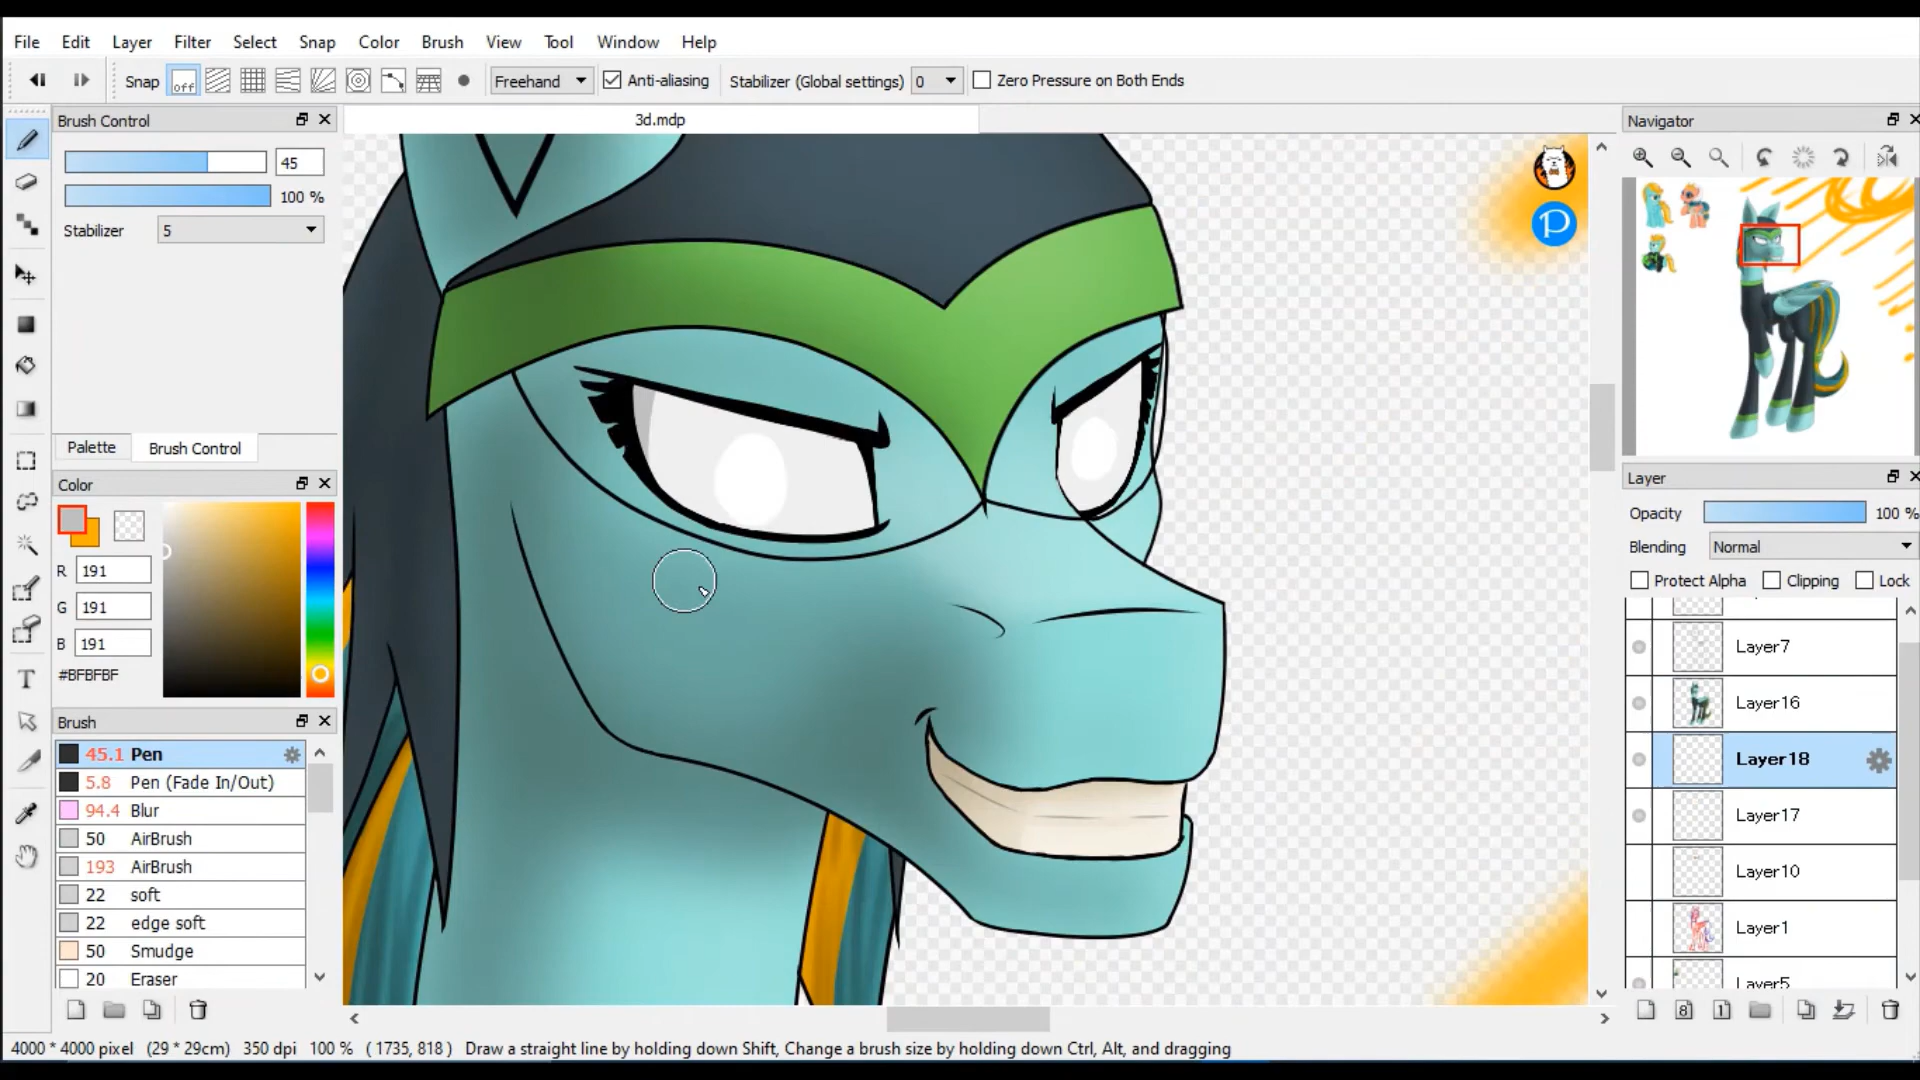 File Edit Layer Filter Select Snap Color Brush View Tool Window Help
Snap off Freehand Anti-aliasing Stabilizer (Global settings) 0 Zero Pressure on Both Ends
Brush Control
45
100 %
Stabilizer 5
Palette Brush Control
Color
R 191
G 191
B 191
#BFBFBF
Brush
45.1 Pen
5.8 Pen (Fade In/Out)
94.4 Blur
50 AirBrush
193 AirBrush
22 soft
22 edge soft
50 Smudge
20 Eraser
3d.mdp
P
Navigator
Layer
Opacity 100 %
Blending Normal
Protect Alpha Clipping Lock
Layer7
Layer16
Layer18
Layer17
Layer10
Layer1
Layer5
8 1
T
4000 * 4000 pixel (29 * 29cm) 350 dpi 100 % ( 1735, 818 ) Draw a straight line by holding down Shift, Change a brush size by holding down Ctrl, Alt, and dragging